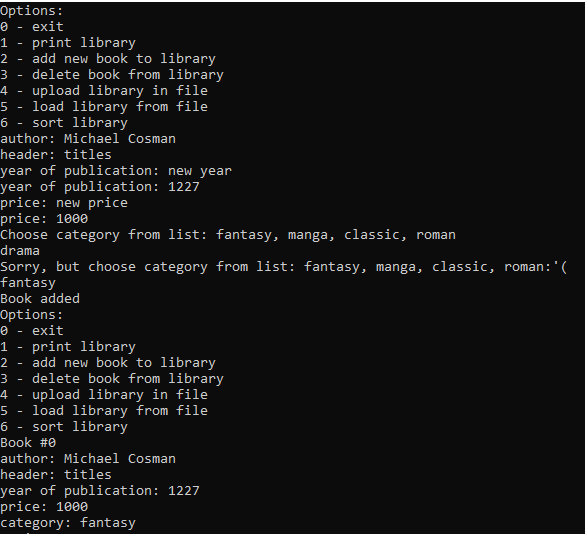 Options:
0 - exit
1 - print library
2 - add new book to library
3 - delete book from library
4 - upload library in file
5 - load library from file
6 - sort library
author: Michael Cosman
header: titles
year of publication: new year
year of publication: 1227
price: new price
price: 1000
Choose category from list: fantasy, manga, classic, roman
drama
Sorry, but choose category from list: fantasy, manga, classic, roman:'(
fantasy
Book added
Options:
0 - exit
1 - print library
2 - add new book to library
3 - delete book from library
4 - upload library in file
5 - load library from file
6 - sort library
Book #0
author: Michael Cosman
header: titles
year of publication: 1227
price: 1000
category: fantasy